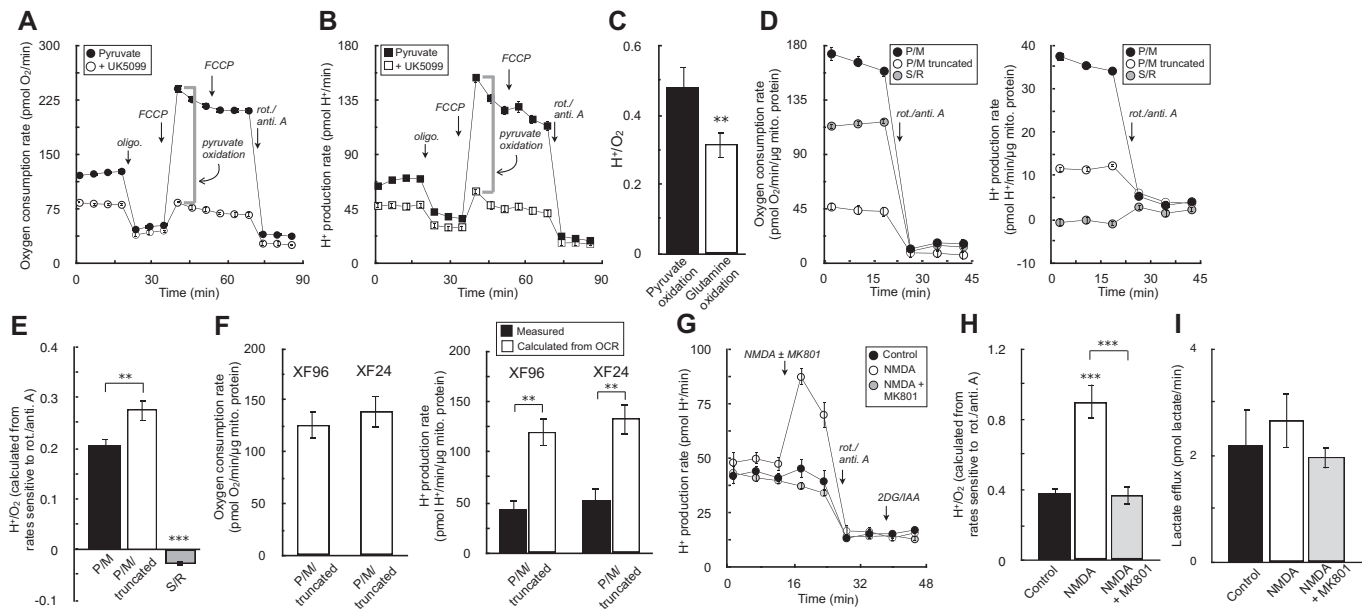 A
Oxygen consumption rate (pmol O2/min)
300
250
200
150
100
50
0
Pyruvate
+ UK5099
FCCP
FCCP
oligo.
rot./
anti. A
pyruvate
oxidation
0
30
60
90
Time (min)
B
H+ production rate (pmol H+/min)
180
135
90
45
0
Pyruvate
+ UK5099
FCCP
FCCP
oligo.
rot./
anti. A
pyruvate
oxidation
0
30
60
90
Time (min)
C
H+/O2
0.6
0.4
0.2
0
**
Pyruvate
oxidation
Glutamine
oxidation
D
Oxygen consumption rate
(pmol O2/min/µg mito. protein)
180
135
90
45
0
P/M
P/M truncated
S/R
rot./anti. A
0
15
30
45
Time (min)
H+ production rate
(pmol H+/min/µg mito. protein)
40
30
20
10
0
-10
P/M
P/M truncated
S/R
rot./anti. A
0
15
30
45
Time (min)
E
H+/O2 (calculated from
rates sensitive to rot./anti. A)
0.4
0.3
0.2
0.1
0
-0.1
**
***
P/M
P/M/
truncated
S/R
F
Oxygen consumption rate
(pmol O2/min/µg mito. protein)
200
150
100
50
0
XF96
XF24
P/M/
truncated
P/M/
truncated
Measured
Calculated from OCR
H+ production rate
(pmol H+/min/µg mito. protein)
200
150
100
50
0
XF96
XF24
**
**
P/M/
truncated
P/M/
truncated
G
H+ production rate (pmol H+/min)
100
75
50
25
0
NMDA ± MK801
Control
NMDA
NMDA +
MK801
rot./
anti. A
2DG/IAA
0
16
32
48
Time (min)
H
H+/O2 (calculated from
rates sensitive to rot./anti. A)
1.2
0.8
0.4
0
***
***
Control
NMDA
NMDA
+ MK801
I
Lactate efflux (pmol lactate/min)
4
2
0
Control
NMDA
NMDA
+ MK801